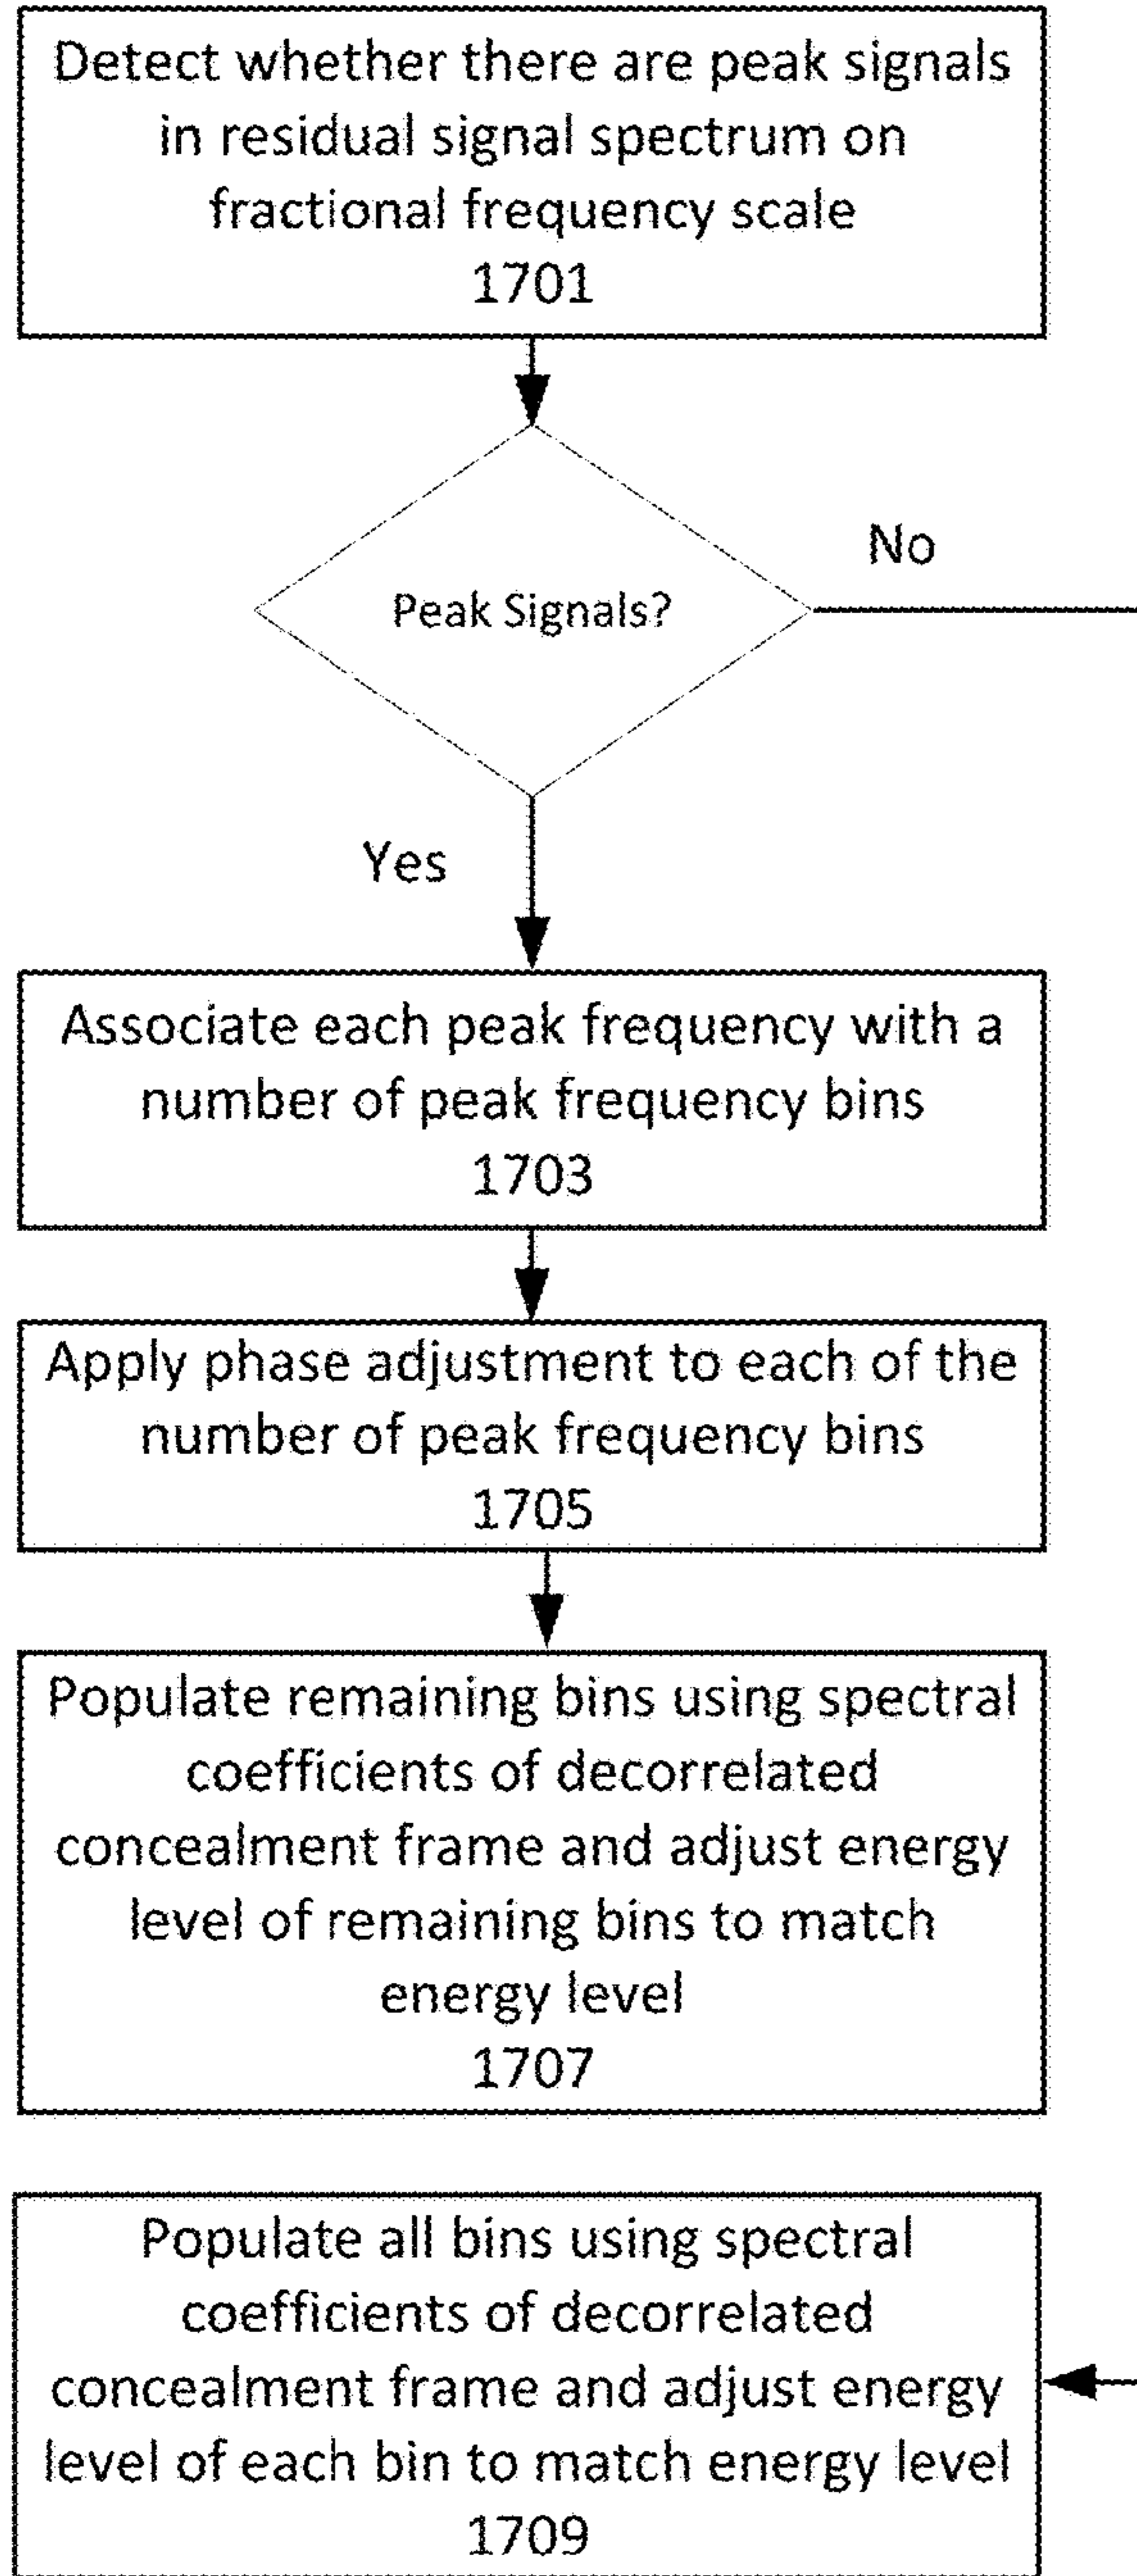 Detect whether there are peak signals
in residual signal spectrum on
fractional frequency scale
1701
No
Peak Signals?
Yes
Associate each peak frequency with a
number of peak frequency bins
1703
Apply phase adjustment to each of the
number of peak frequency bins
1705
Populate remaining bins using spectral
coefficients of decorrelated
concealment frame and adjust energy
level of remaining bins to match
energy level
1707
Populate all bins using spectral
coefficients of decorrelated
concealment frame and adjust energy
level of each bin to match energy level
1709